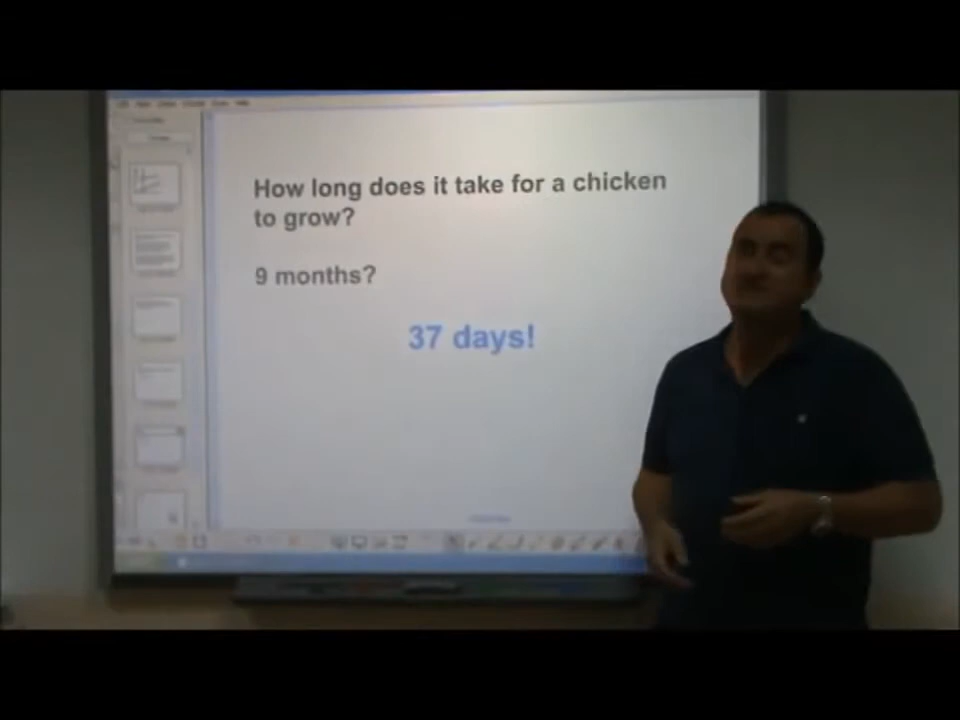 How long does it take for a chicken
to grow?
9 months?
37 days!